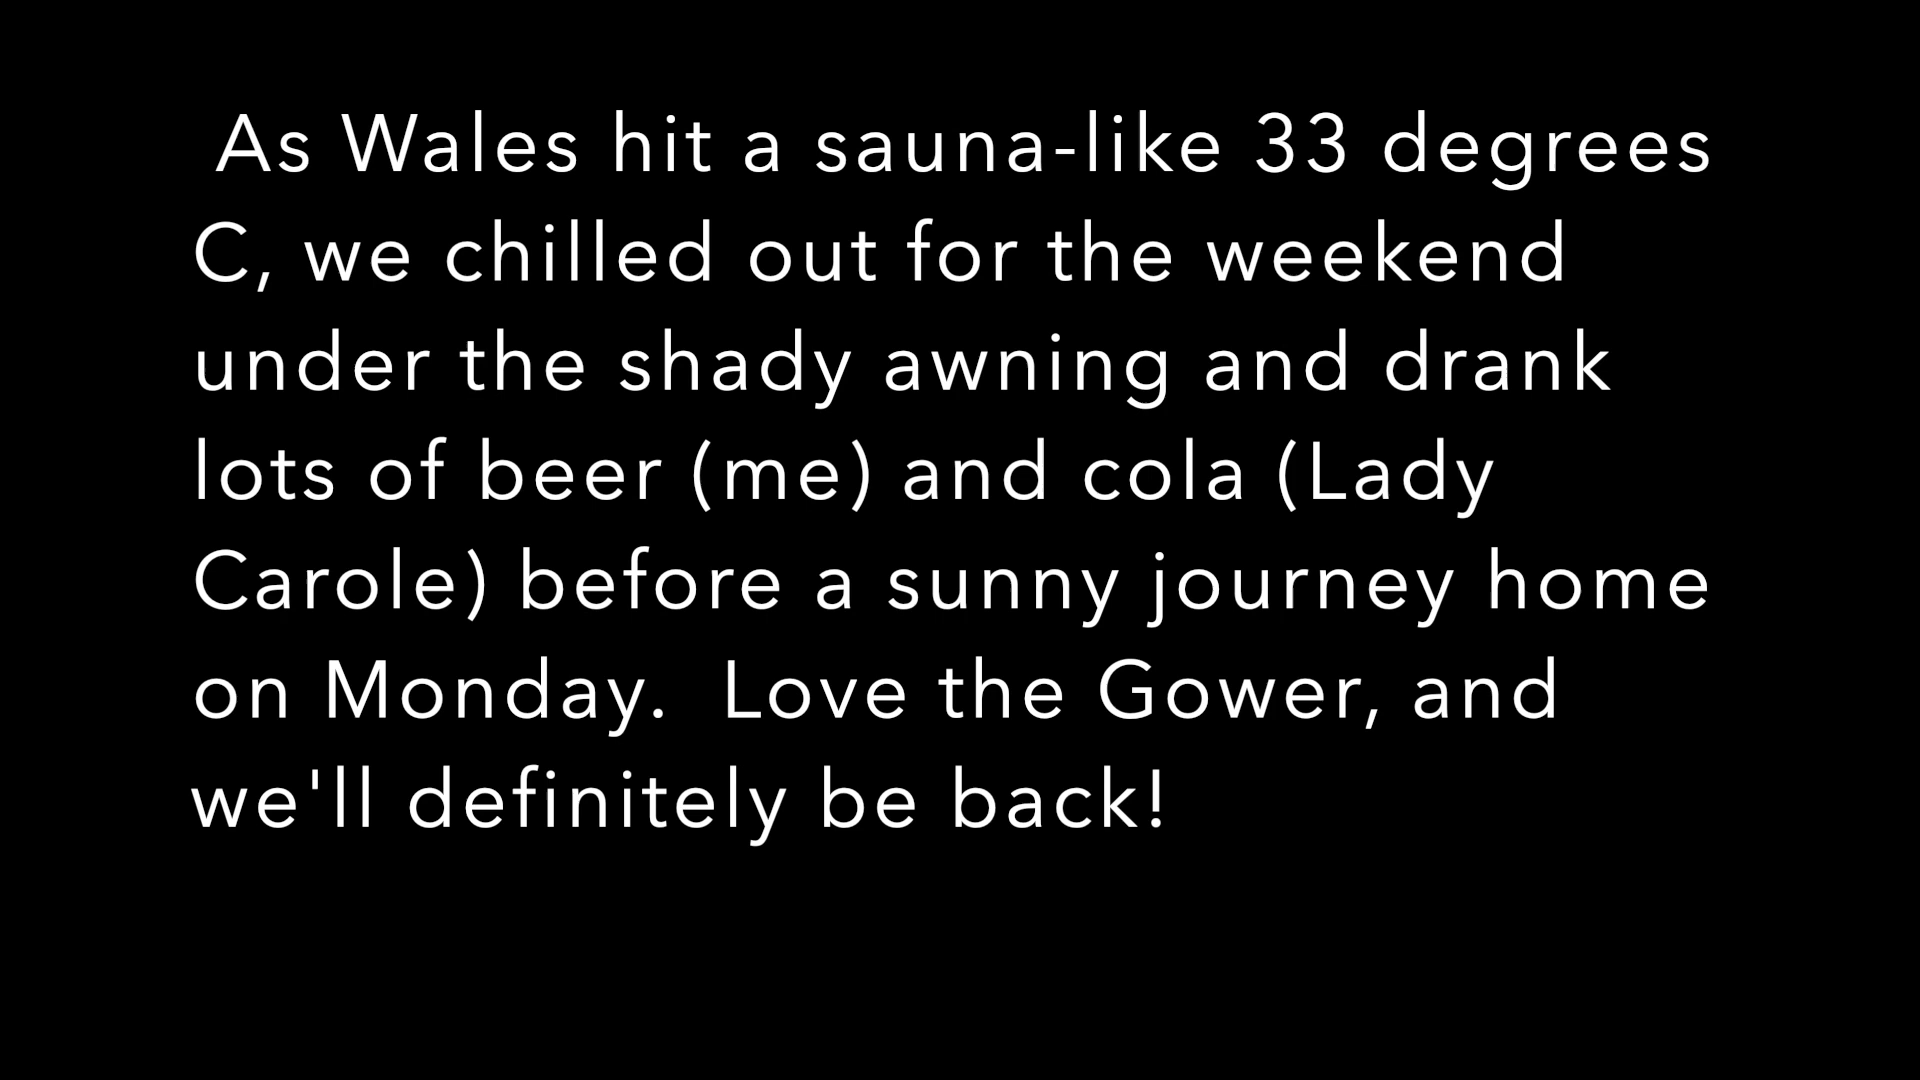 As Wales hit a sauna-like 33 degrees
C, we chilled out for the weekend
under the shady awning and drank
lots of beer (me) and cola (Lady
Carole) before a sunny journey home
on Monday.  Love the Gower, and
we'll definitely be back!